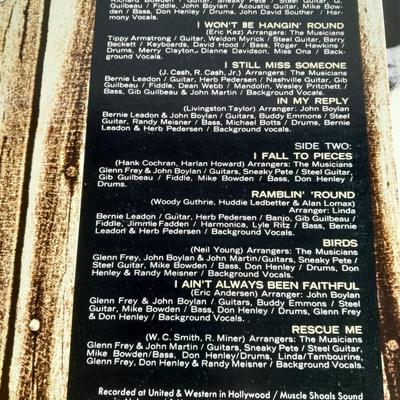 Richard Bowden / Guitar, Sneaky Pete / Steel Guitar, G.
Guilbeau / Fiddle, John Boylan / Acoustic Guitar, Mike Bow-
den / Bass, Don Henley / Drums, John David Souther / Har-
mony Vocals.
I WON'T BE HANGIN' ROUND
(Eric Kaz) Arrangers: The Musicians
Tippy Armstrong / Guitar, Weldon Myrick / Steel Guitar, Barry
Beckett / Keyboards, David Hood / Bass, Roger Hawkins /
Drums, Merry Clayton, Dianne Davidson, Miss Ona / Back-
ground Vocals.
I STILL MISS SOMEONE
(J. Cash, R. Cash, Jr.) Arrangers: The Musicians
Bernie Leadon / Guitar, Herb Pedersen / Nashville Guitar, Gib
Guilbeau / Fiddle, Dean Webb / Mandolin, Wesley Pritchett /
Bass, Gib Guilbeau & John Martin / Background Vocals.
IN MY REPLY
(Livingston Taylor) Arranger: John Boylan
Bernie Leadon & John Boylan / Guitars, Buddy Emmons / Steel
Guitar, Randy Meisner / Bass, Michael Botts / Drums, Bernie
Leadon & Herb Pedersen / Background vocals.
SIDE TWO:
I FALL TO PIECES
(Hank Cochran, Harlan Howard) Arrangers: The Musicians
Glenn Frey & John Boylan / Guitars, Sneaky Pete / Steel Guitar,
Gib Guilbeau / Fiddle, Mike Bowden / Bass, Don Henley /
Drums.
RAMBLIN' 'ROUND
(Woody Guthrie, Huddie Ledbetter & Alan Lomax)
Arranger: Linda
Bernie Leadon / Guitar, Herb Pedersen / Banjo, Gib Guilbeau /
Fiddle, Jimmie Fadden / Harmonica, Lyle Ritz / Bass, Bernie
Leadon & Herb Pedersen / Background Vocals.
BIRDS
(Neil Young) Arrangers: The Musicians
Glenn Frey, John Boylan & John Martin/Guitars, Sneaky Pete /
Steel Guitar, Mike Bowden / Bass, Don Henley / Drums, Don
Henley & Randy Meisner / Background Vocals.
I AIN'T ALWAYS BEEN FAITHFUL
(Eric Andersen) Arranger: John Boylan
Glenn Frey & John Boylan / Guitars, Buddy Emmons / Steel
Guitar, Mike Bowden / Bass, Don Henley / Drums, Glenn Frey
& Don Henley / Background Vocals.
RESCUE ME
(W. C. Smith, R. Miner) Arrangers: The Musicians
Glenn Frey & John Martin / Guitars, Sneaky Pete / Steel Guitar,
Mike Bowden/Bass, Don Henley/Drums, Linda/Tambourine,
Glenn Frey, Don Henley & Randy Meisner / Background Vocals.
Recorded at United & Western in Hollywood / Muscle Shoals Sound